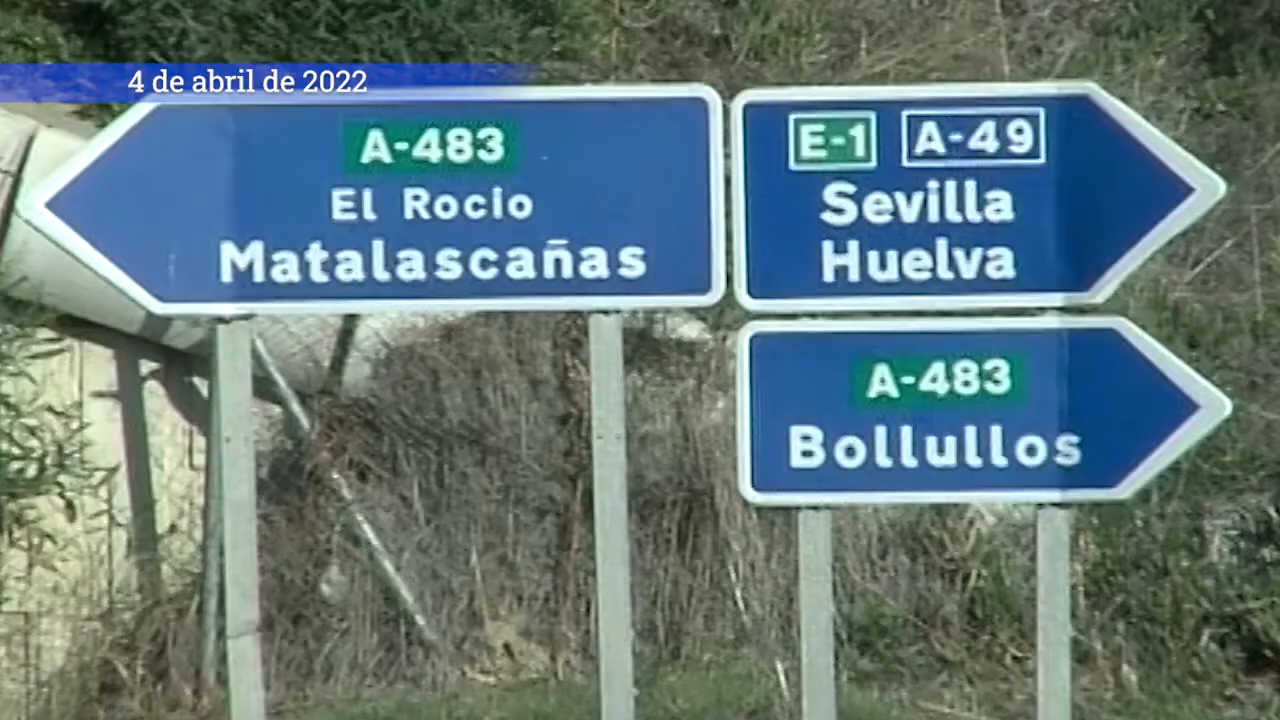 4 de abril de 2022
A-483
El Rocio
Matalascañas
E-1 A-49
Sevilla
Huelva
A-483
Bollullos